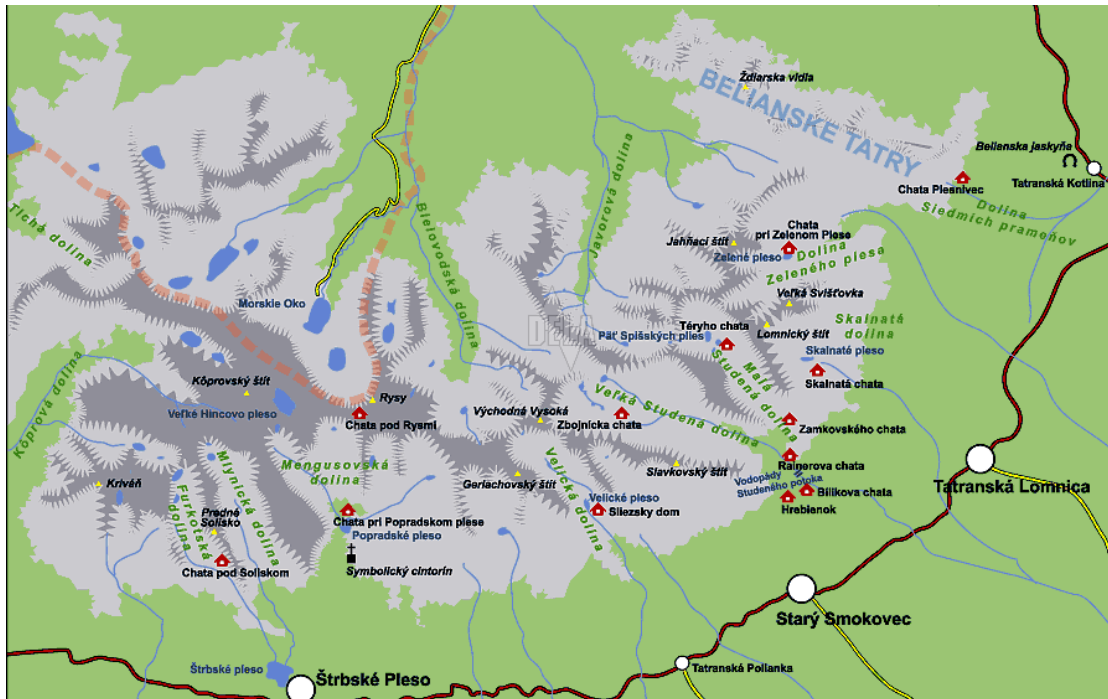 Ždiarska vidla
BELIANSKE TATRY
Belianska jaskyňa
Tatranská Kotlina
Chata Plesnivec
Dolina
Siedmich prameňov
Tichá dolina
Bielovodská dolina
Javorová dolina
Chata
pri Zelenom Plese
Jahňací štít
Zelené pleso
Dolina
Zeleného plesa
Veľká Svišťovka
Morskie Oko
DELA
Päť Spišských plies
Téryho chata
Lomnický štít
Skalnatá
dolina
Skalnaté pleso
Malá
Studená dolina
Skalnatá chata
Kôprová dolina
Kôprovský štít
Rysy
Veľké Hincovo pleso
Chata pod Rysmi
Východná Vysoká
Zbojnícka chata
Veľká Studená dolina
Zamkovského chata
Rainerova chata
Mengusovská
dolina
Mlynická dolina
Kriváň
Furkotská
dolina
Gerlachovský štít
Velická dolina
Slavkovský štít
Vodopády
Studeného potoka
Bílikova chata
Tatranská Lomnica
Velické pleso
Hrebienok
Sliezsky dom
Predné
Solisko
Chata pri Popradskom plese
Popradské pleso
Chata pod Soliskom
Symbolický cintorín
Starý Smokovec
Štrbské pleso
Štrbské Pleso
Tatranská Polianka